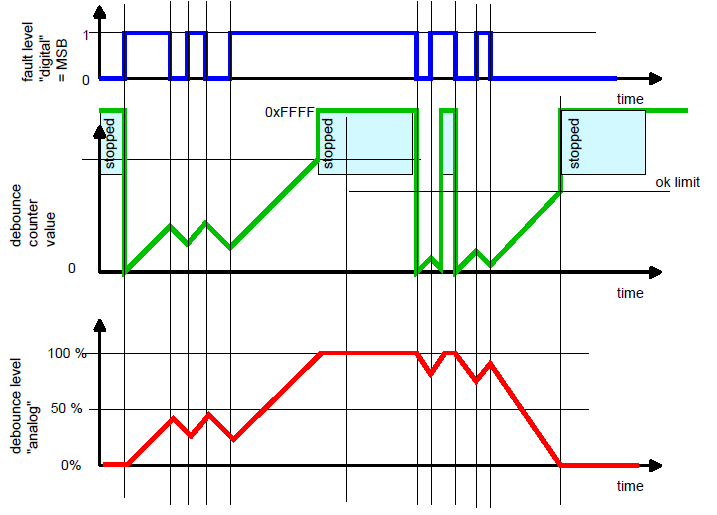 fault level
"digital"
= MSB
1
0
time
0xFFFF
stopped
stopped
stopped
ok limit
debounce
counter
value
0
time
debounce level
"analog"
100 %
50 %
0%
time